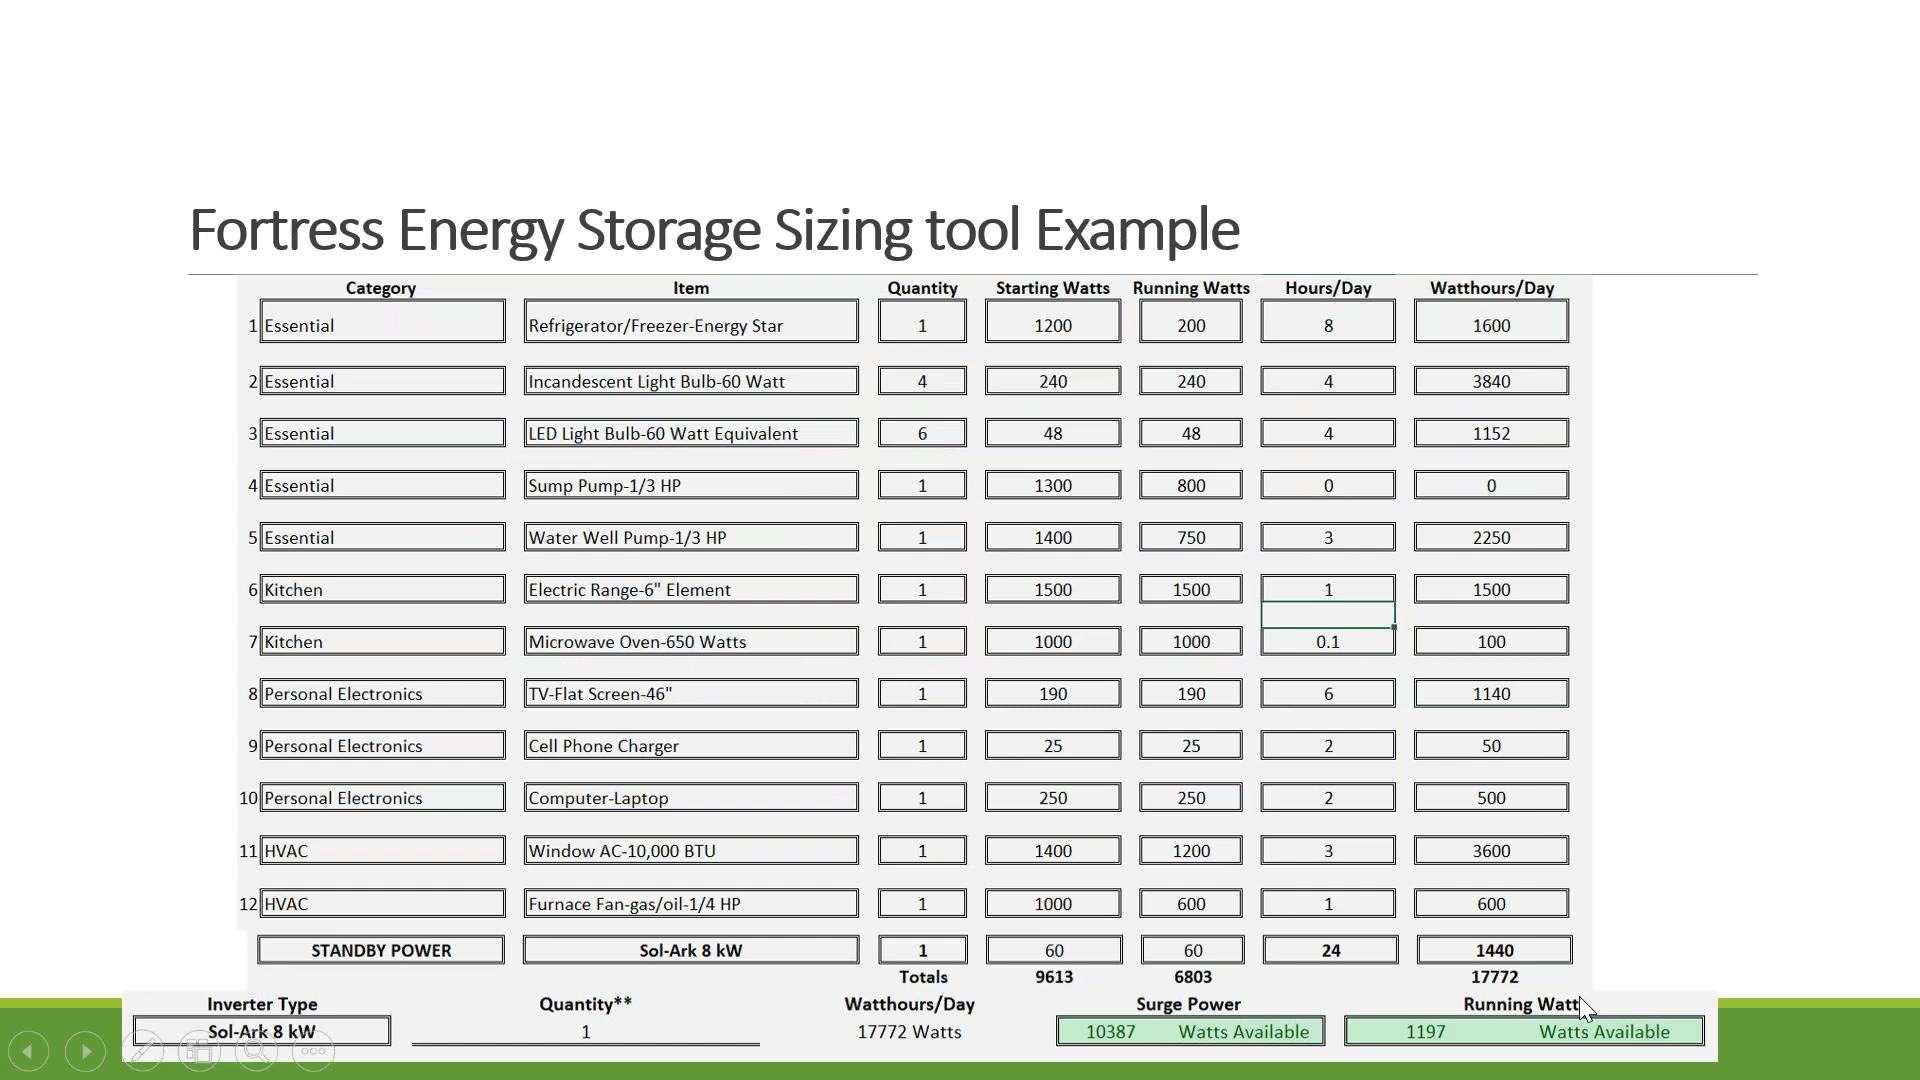 Fortress Energy Storage Sizing tool Example
Category Item Quantity Starting Watts Running Watts Hours/Day Watthours/Day
1 Essential Refrigerator/Freezer-Energy Star 1 1200 200 8 1600
2 Essential Incandescent Light Bulb-60 Watt 4 240 240 4 3840
3 Essential LED Light Bulb-60 Watt Equivalent 6 48 48 4 1152
4 Essential Sump Pump-1/3 HP 1 1300 800 0 0
5 Essential Water Well Pump-1/3 HP 1 1400 750 3 2250
6 Kitchen Electric Range-6" Element 1 1500 1500 1 1500
7 Kitchen Microwave Oven-650 Watts 1 1000 1000 0.1 100
8 Personal Electronics TV-Flat Screen-46" 1 190 190 6 1140
9 Personal Electronics Cell Phone Charger 1 25 25 2 50
10 Personal Electronics Computer-Laptop 1 250 250 2 500
11 HVAC Window AC-10,000 BTU 1 1400 1200 3 3600
12 HVAC Furnace Fan-gas/oil-1/4 HP 1 1000 600 1 600
STANDBY POWER Sol-Ark 8 kW 1 60 60 24 1440
Totals 9613 6803 17772
Inverter Type Quantity** Watthours/Day Surge Power Running Watt
Sol-Ark 8 kW 1 17772 Watts 10387 Watts Available 1197 Watts Available